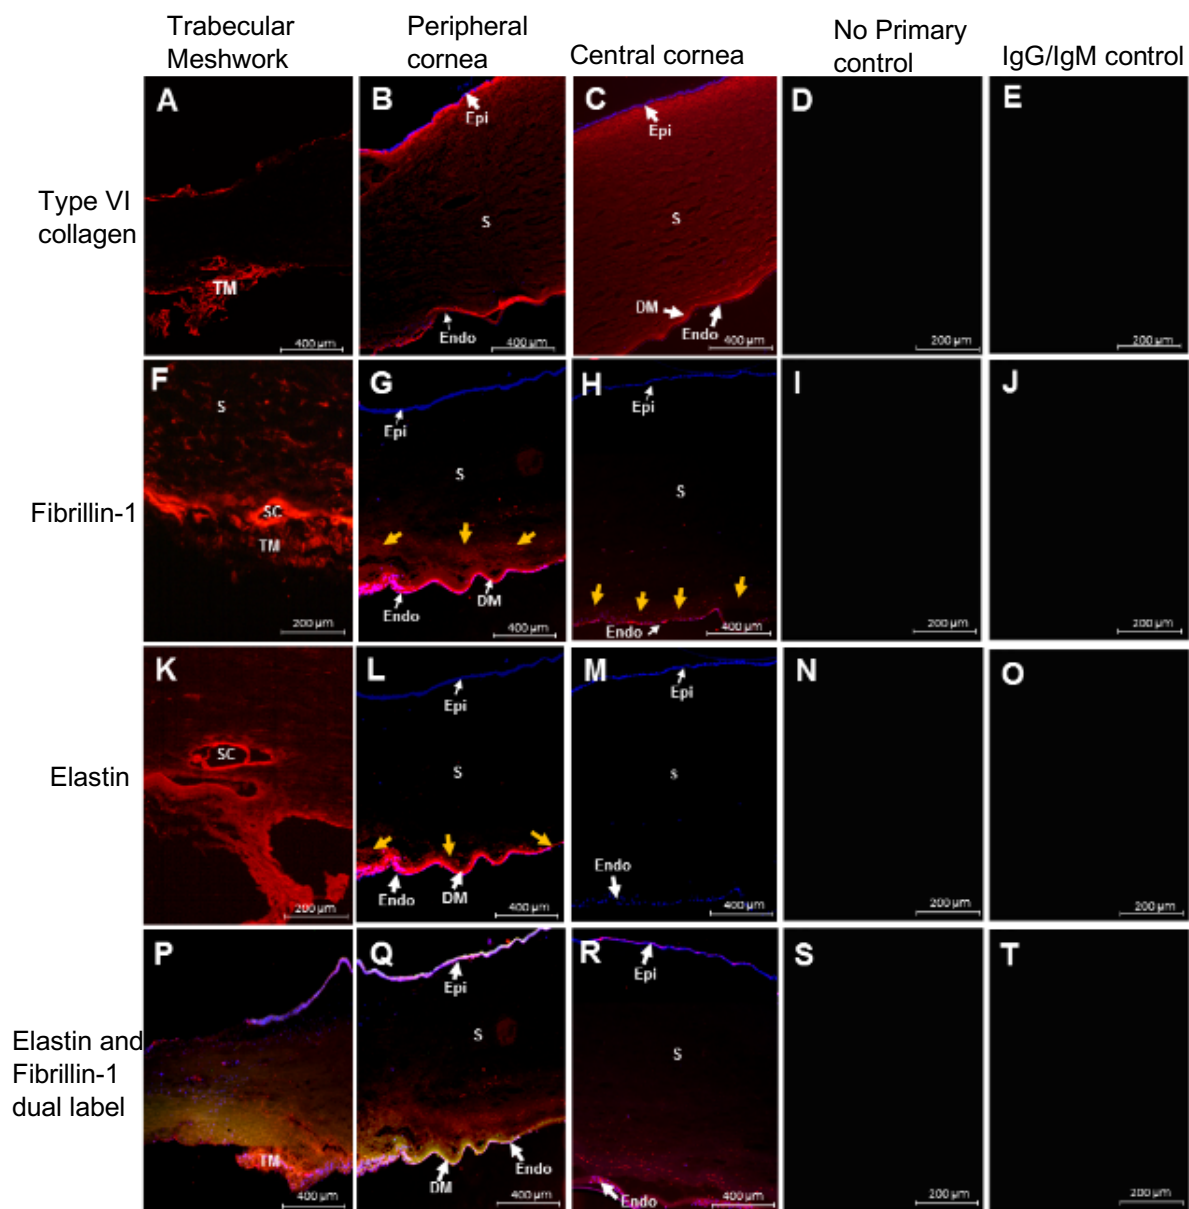 Trabecular
Meshwork
Peripheral
cornea
Central cornea
No Primary
control
IgG/IgM control
Type VI
collagen
A
TM
400 µm
B
Epi
S
Endo
400 µm
C
Epi
S
DM
Endo
400 µm
D
200 µm
E
200 µm
Fibrillin-1
F
S
SC
TM
200 µm
G
Epi
S
Endo
DM
400 µm
H
Epi
S
Endo
400 µm
I
200 µm
J
200 µm
Elastin
K
SC
200 µm
L
Epi
S
Endo
DM
400 µm
M
Epi
S
Endo
400 µm
N
200 µm
O
200 µm
Elastin and
Fibrillin-1
dual label
P
TM
400 µm
Q
Epi
S
Endo
DM
400 µm
R
Epi
S
Endo
400 µm
S
200 µm
T
200 µm